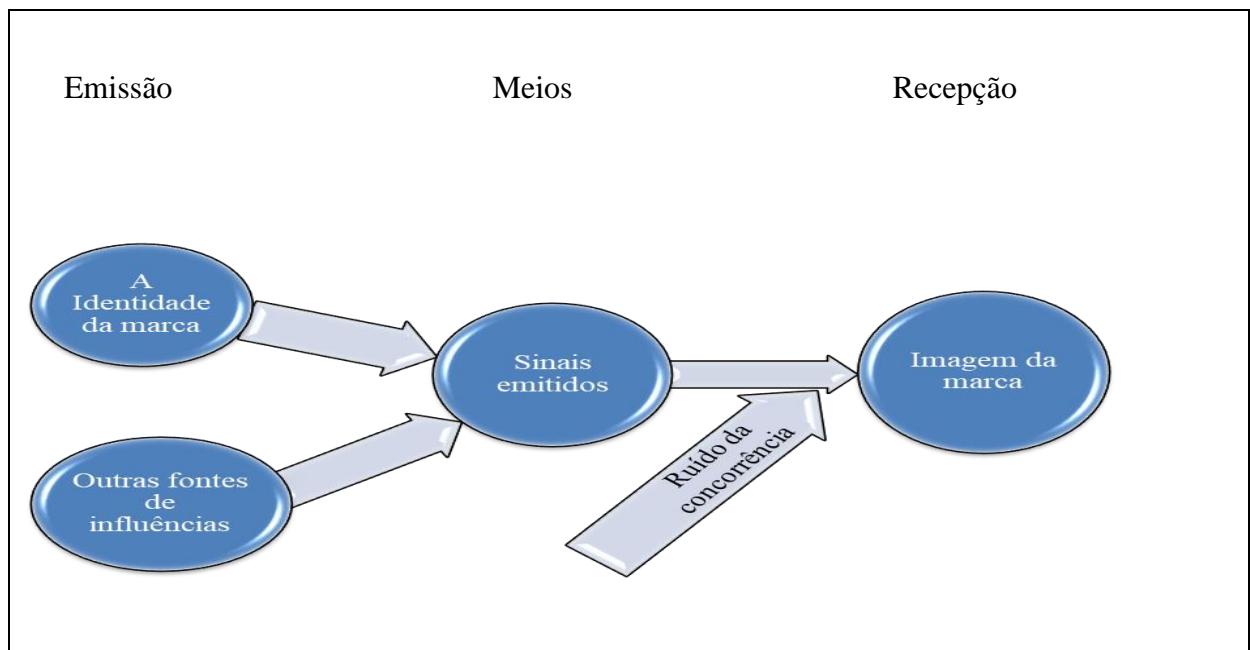 Emissão
Meios
Recepção
A
Identidade
da marca
Sinais
emitidos
Imagem da
marca
Ruído da
concorrência
Outras fontes
de
influências